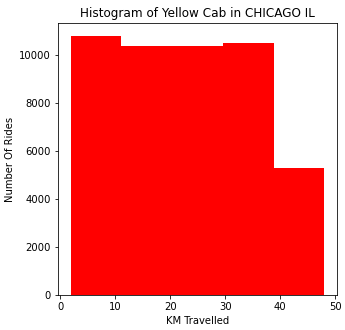 Histogram of Yellow Cab in CHICAGO IL
10000
8000
6000
4000
2000
0
Number Of Rides
0 10 20 30 40 50
KM Travelled